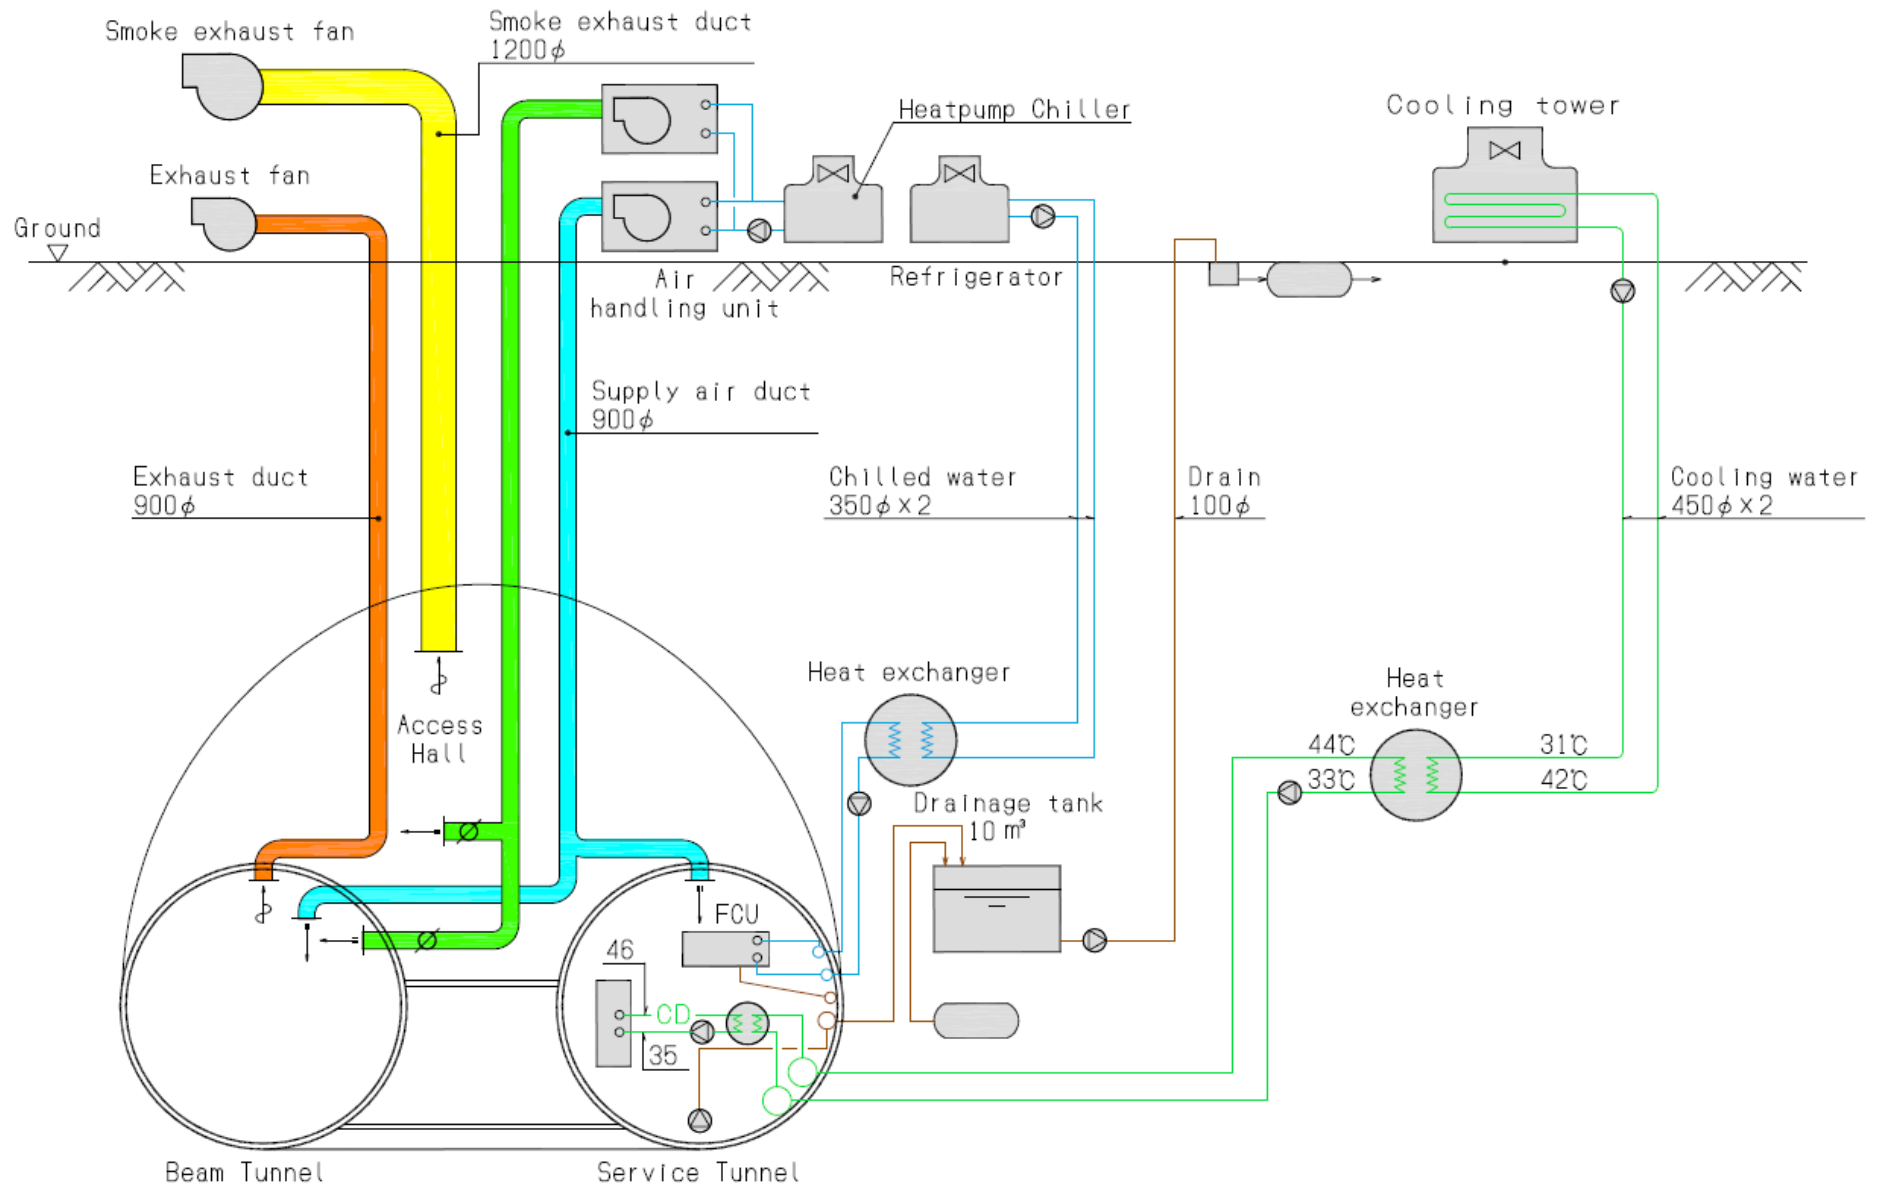 Smoke exhaust fan
Smoke exhaust duct
1200φ
Heatpump Chiller
Cooling tower
Exhaust fan
Ground
Air
handling unit
Refrigerator
Supply air duct
900φ
Exhaust duct
900φ
Chilled water
350φ×2
Drain
100φ
Cooling water
450φ×2
Heat exchanger
Heat
exchanger
Access
Hall
44℃
31℃
33℃
42℃
Drainage tank
10 m³
FCU
46
CD
35
Beam Tunnel
Service Tunnel